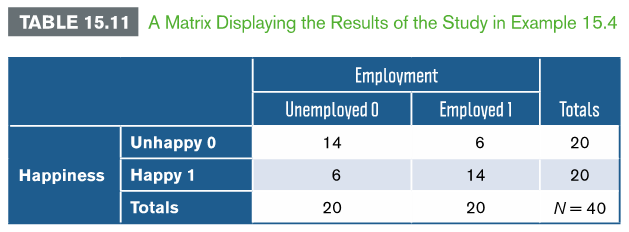 TABLE 15.11 A Matrix Displaying the Results of the Study in Example 15.4
Employment
Unemployed 0 Employed 1 Totals
Unhappy 0 14 6 20
Happiness Happy 1 6 14 20
Totals 20 20 N = 40